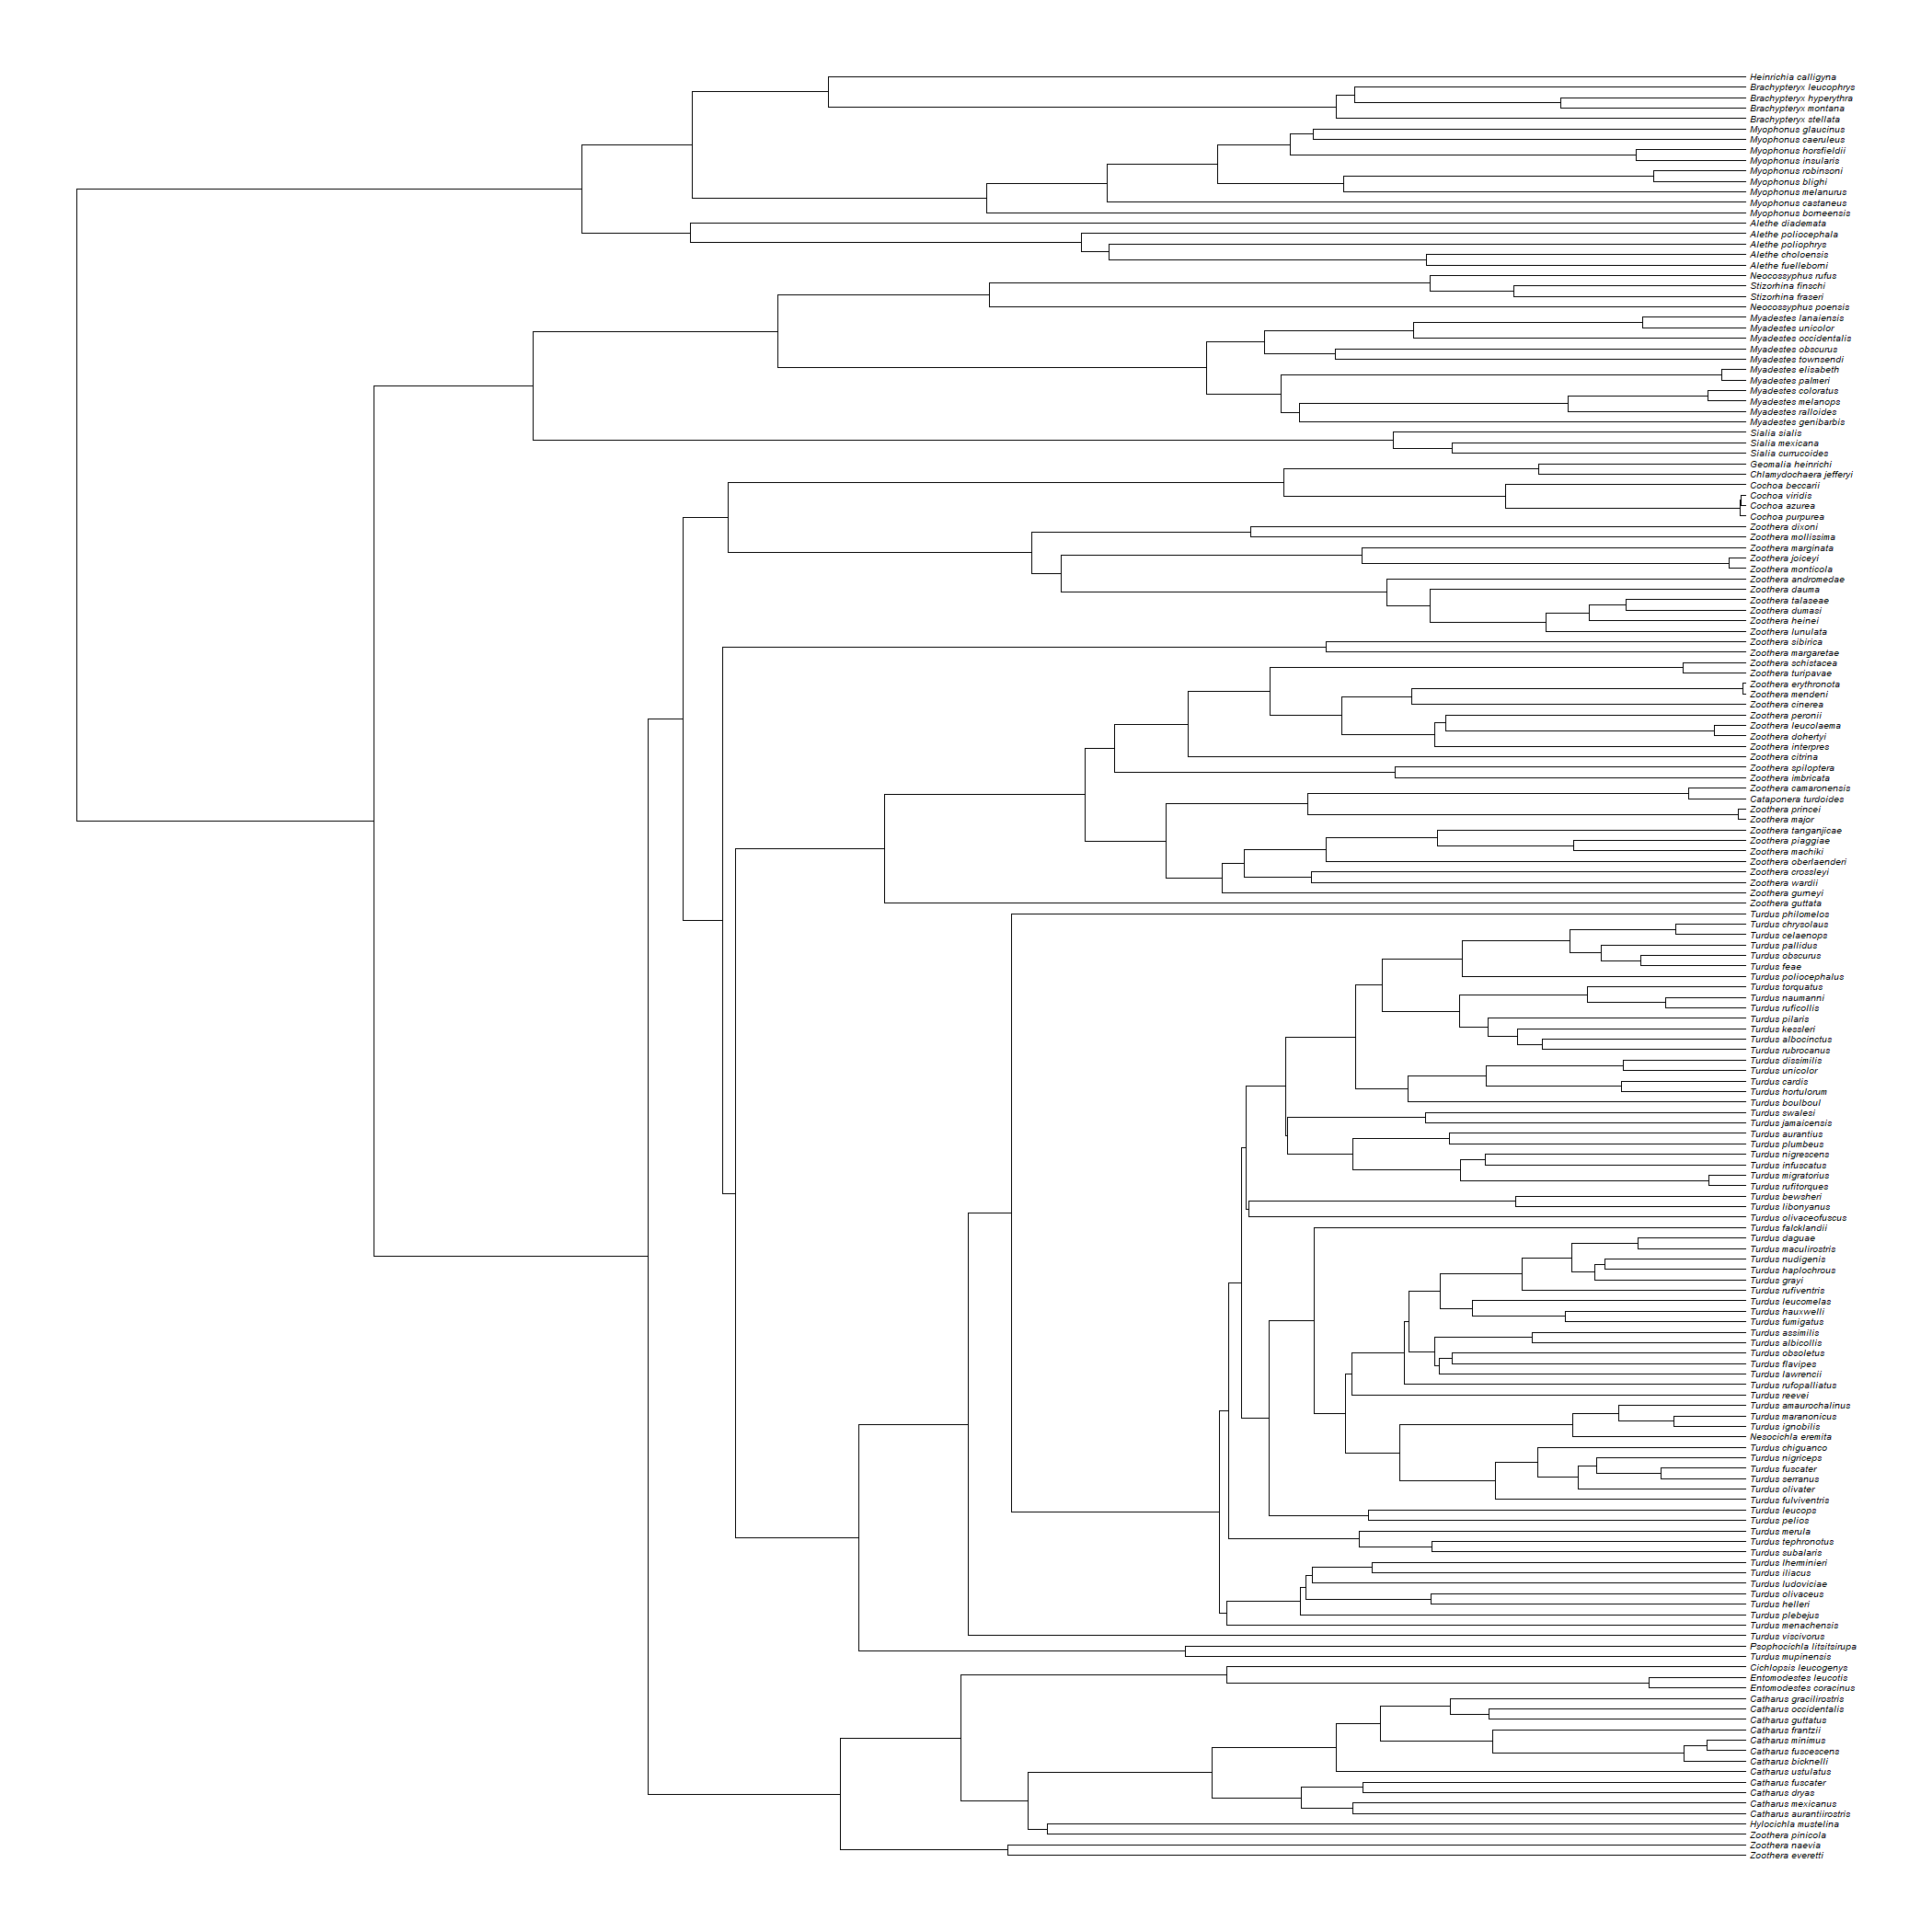 Heinrichia calligyna
Brachypteryx leucophrys
Brachypteryx hyperythra
Brachypteryx montana
Brachypteryx stellata
Myophonus glaucinus
Myophonus caeruleus
Myophonus horsfieldii
Myophonus insularis
Myophonus robinsoni
Myophonus blighi
Myophonus melanurus
Myophonus castaneus
Myophonus borneensis
Alethe diademata
Alethe poliocephala
Alethe poliophrys
Alethe choloensis
Alethe fuelleborni
Neocossyphus rufus
Stizorhina finschi
Stizorhina fraseri
Neocossyphus poensis
Myadestes lanaiensis
Myadestes unicolor
Myadestes occidentalis
Myadestes obscurus
Myadestes townsendi
Myadestes elisabeth
Myadestes palmeri
Myadestes coloratus
Myadestes melanops
Myadestes ralloides
Myadestes genibarbis
Sialia sialis
Sialia mexicana
Sialia currucoides
Geomalia heinrichi
Chlamydochaera jefferyi
Cochoa beccarii
Cochoa viridis
Cochoa azurea
Cochoa purpurea
Zoothera dixoni
Zoothera mollissima
Zoothera marginata
Zoothera joiceyi
Zoothera monticola
Zoothera andromedae
Zoothera dauma
Zoothera talaseae
Zoothera dumasi
Zoothera heinei
Zoothera lunulata
Zoothera sibirica
Zoothera margaretae
Zoothera schistacea
Zoothera turipavae
Zoothera erythronota
Zoothera mendeni
Zoothera cinerea
Zoothera peronii
Zoothera leucolaema
Zoothera dohertyi
Zoothera interpres
Zoothera citrina
Zoothera spiloptera
Zoothera imbricata
Zoothera camaronensis
Cataponera turdoides
Zoothera princei
Zoothera major
Zoothera tanganjicae
Zoothera piaggiae
Zoothera machiki
Zoothera oberlaenderi
Zoothera crossleyi
Zoothera wardii
Zoothera gurneyi
Zoothera guttata
Turdus philomelos
Turdus chrysolaus
Turdus celaenops
Turdus pallidus
Turdus obscurus
Turdus feae
Turdus poliocephalus
Turdus torquatus
Turdus naumanni
Turdus ruficollis
Turdus pilaris
Turdus kessleri
Turdus albocinctus
Turdus rubrocanus
Turdus dissimilis
Turdus unicolor
Turdus cardis
Turdus hortulorum
Turdus boulboul
Turdus swalesi
Turdus jamaicensis
Turdus aurantius
Turdus plumbeus
Turdus nigrescens
Turdus infuscatus
Turdus migratorius
Turdus rufitorques
Turdus bewsheri
Turdus libonyanus
Turdus olivaceofuscus
Turdus falcklandii
Turdus daguae
Turdus maculirostris
Turdus nudigenis
Turdus haplochrous
Turdus grayi
Turdus rufiventris
Turdus leucomelas
Turdus hauxwelli
Turdus fumigatus
Turdus assimilis
Turdus albicollis
Turdus obsoletus
Turdus flavipes
Turdus lawrencii
Turdus rufopalliatus
Turdus reevei
Turdus amaurochalinus
Turdus maranonicus
Turdus ignobilis
Nesocichla eremita
Turdus chiguanco
Turdus nigriceps
Turdus fuscater
Turdus serranus
Turdus olivater
Turdus fulviventris
Turdus leucops
Turdus pelios
Turdus merula
Turdus tephronotus
Turdus subalaris
Turdus lherminieri
Turdus iliacus
Turdus ludoviciae
Turdus olivaceus
Turdus helleri
Turdus plebejus
Turdus menachensis
Turdus viscivorus
Psophocichla litsitsirupa
Turdus mupinensis
Cichlopsis leucogenys
Entomodestes leucotis
Entomodestes coracinus
Catharus gracilirostris
Catharus occidentalis
Catharus guttatus
Catharus frantzii
Catharus minimus
Catharus fuscescens
Catharus bicknelli
Catharus ustulatus
Catharus fuscater
Catharus dryas
Catharus mexicanus
Catharus aurantiirostris
Hylocichla mustelina
Zoothera pinicola
Zoothera naevia
Zoothera everetti